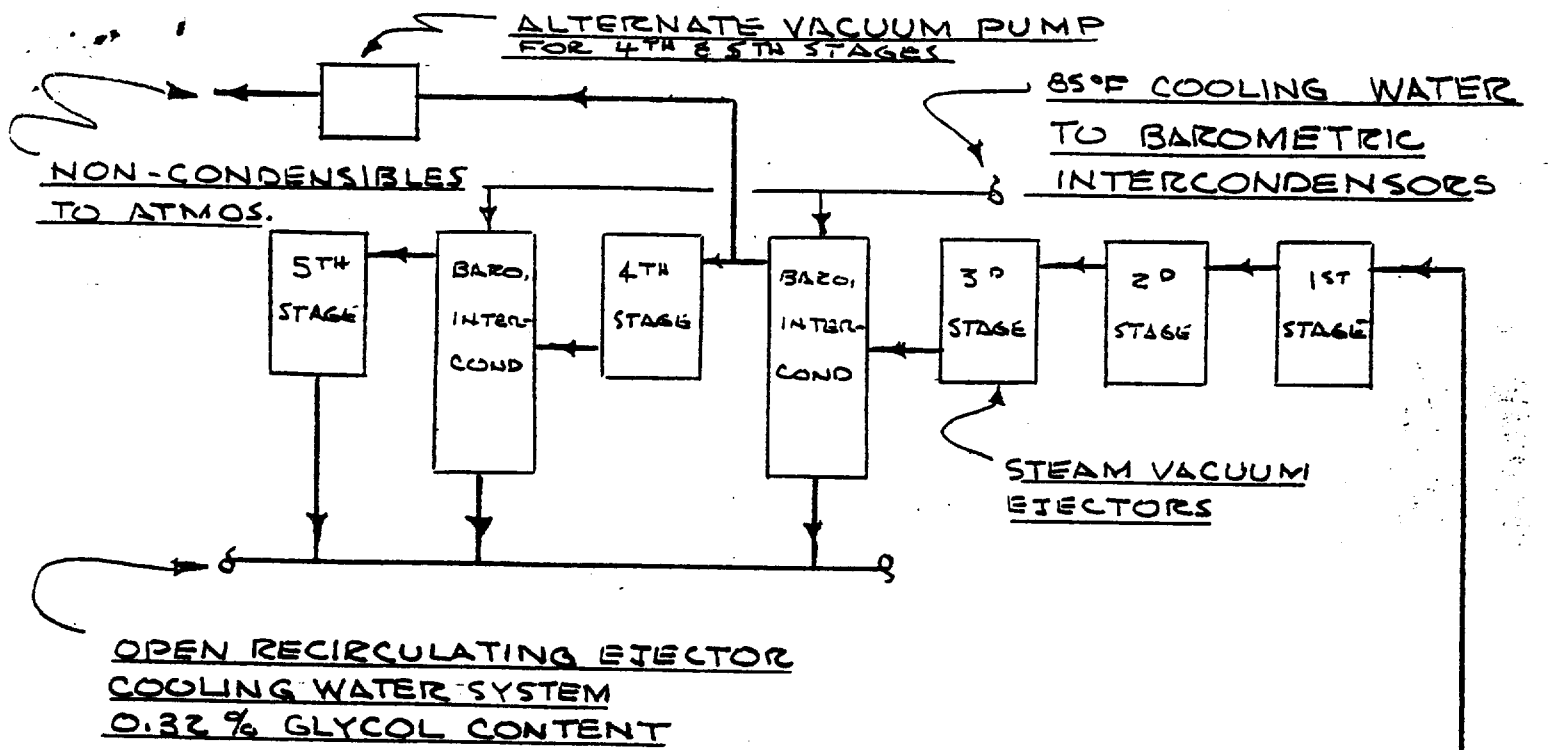 ALTERNATE VACUUM PUMP
FOR 4TH & 5TH STAGES
85°F COOLING WATER
TO BAROMETRIC
INTERCONDENSORS
NON-CONDENSIBLES
TO ATMOS.
5TH
STAGE
BARO,
INTER-
COND
4TH
STAGE
BARO,
INTER-
COND
3D
STAGE
2D
STAGE
1ST
STAGE
STEAM VACUUM
EJECTORS
OPEN RECIRCULATING EJECTOR
COOLING WATER SYSTEM
0.32 % GLYCOL CONTENT